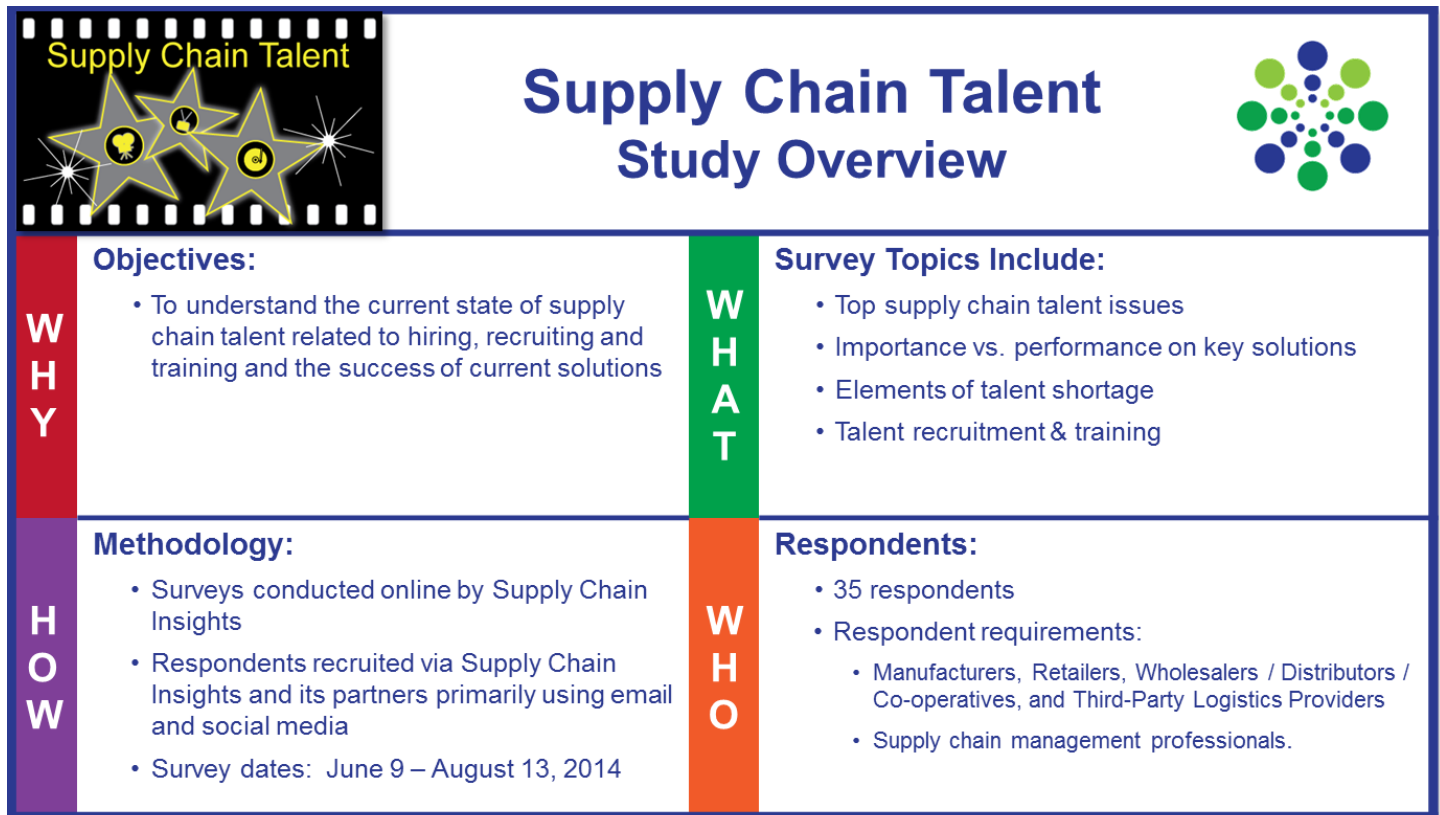 Supply Chain Talent
Supply Chain Talent
Study Overview
W
H
Y
Objectives:
• To understand the current state of supply
chain talent related to hiring, recruiting and
training and the success of current solutions
W
H
A
T
Survey Topics Include:
• Top supply chain talent issues
• Importance vs. performance on key solutions
• Elements of talent shortage
• Talent recruitment & training
H
O
W
Methodology:
• Surveys conducted online by Supply Chain
Insights
• Respondents recruited via Supply Chain
Insights and its partners primarily using email
and social media
• Survey dates: June 9 – August 13, 2014
W
H
O
Respondents:
• 35 respondents
• Respondent requirements:
• Manufacturers, Retailers, Wholesalers / Distributors /
Co-operatives, and Third-Party Logistics Providers
• Supply chain management professionals.